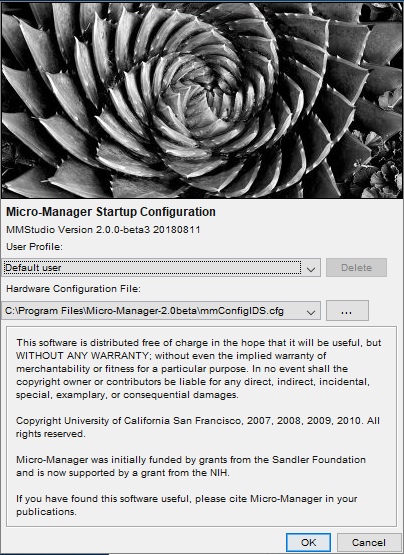 Micro-Manager Startup Configuration
MMStudio Version 2.0.0-beta3 20180811
User Profile:
Default user
Delete
Hardware Configuration File:
C:\Program Files\Micro-Manager-2.0beta\mmConfigIDS.cfg
...
This software is distributed free of charge in the hope that it will be useful, but
WITHOUT ANY WARRANTY; without even the implied warranty of
merchantability or fitness for a particular purpose. In no event shall the
copyright owner or contributors be liable for any direct, indirect, incidental,
special, examplary, or consequential damages.
Copyright University of California San Francisco, 2007, 2008, 2009, 2010. All
rights reserved.
Micro-Manager was initially funded by grants from the Sandler Foundation
and is now supported by a grant from the NIH.
If you have found this software useful, please cite Micro-Manager in your
publications.
OK
Cancel